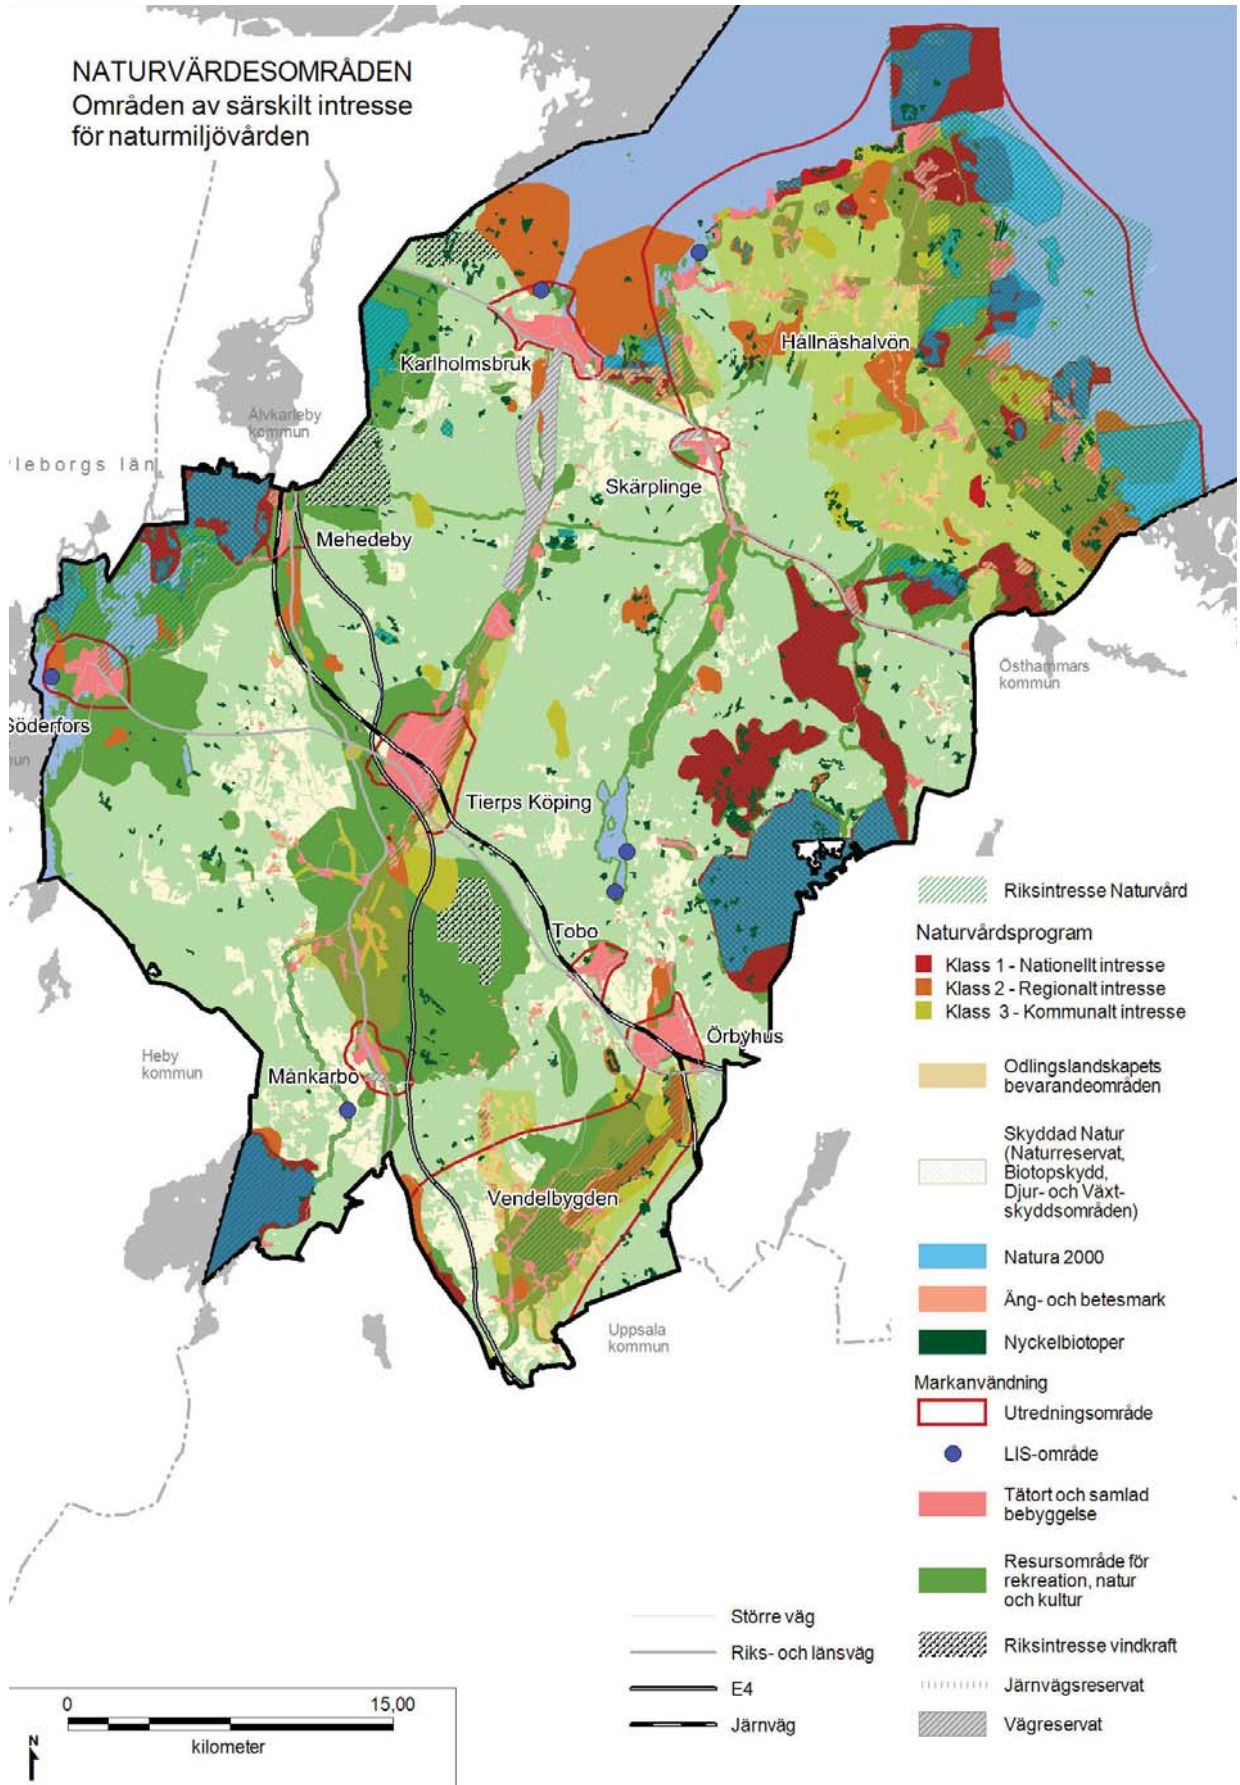 NATURVÄRDESOMRÅDEN
Områden av särskilt intresse
för naturmiljövården
Hållnäshalvön
Karlholmsbruk
Älvkarleby
kommun
vleborgs län
Skärplinge
Mehedeby
Östhammars
kommun
Söderfors
mun
Tierps Köping
Tobo
Örbyhus
Heby
kommun
Månkarbo
Vendelbygden
Uppsala
kommun
Riksintresse Naturvård
Naturvårdsprogram
Klass 1 - Nationellt intresse
Klass 2 - Regionalt intresse
Klass 3 - Kommunalt intresse
Odlingslandskapets
bevarandeområden
Skyddad Natur
(Naturreservat,
Biotopskydd,
Djur- och Växt-
skyddsområden)
Natura 2000
Äng- och betesmark
Nyckelbiotoper
Markanvändning
Utredningsområde
LIS-område
Tätort och samlad
bebyggelse
Resursområde för
rekreation, natur
och kultur
Riksintresse vindkraft
Järnvägsreservat
Vägreservat
Större väg
Riks- och länsväg
E4
Järnväg
0 15,00
kilometer
N